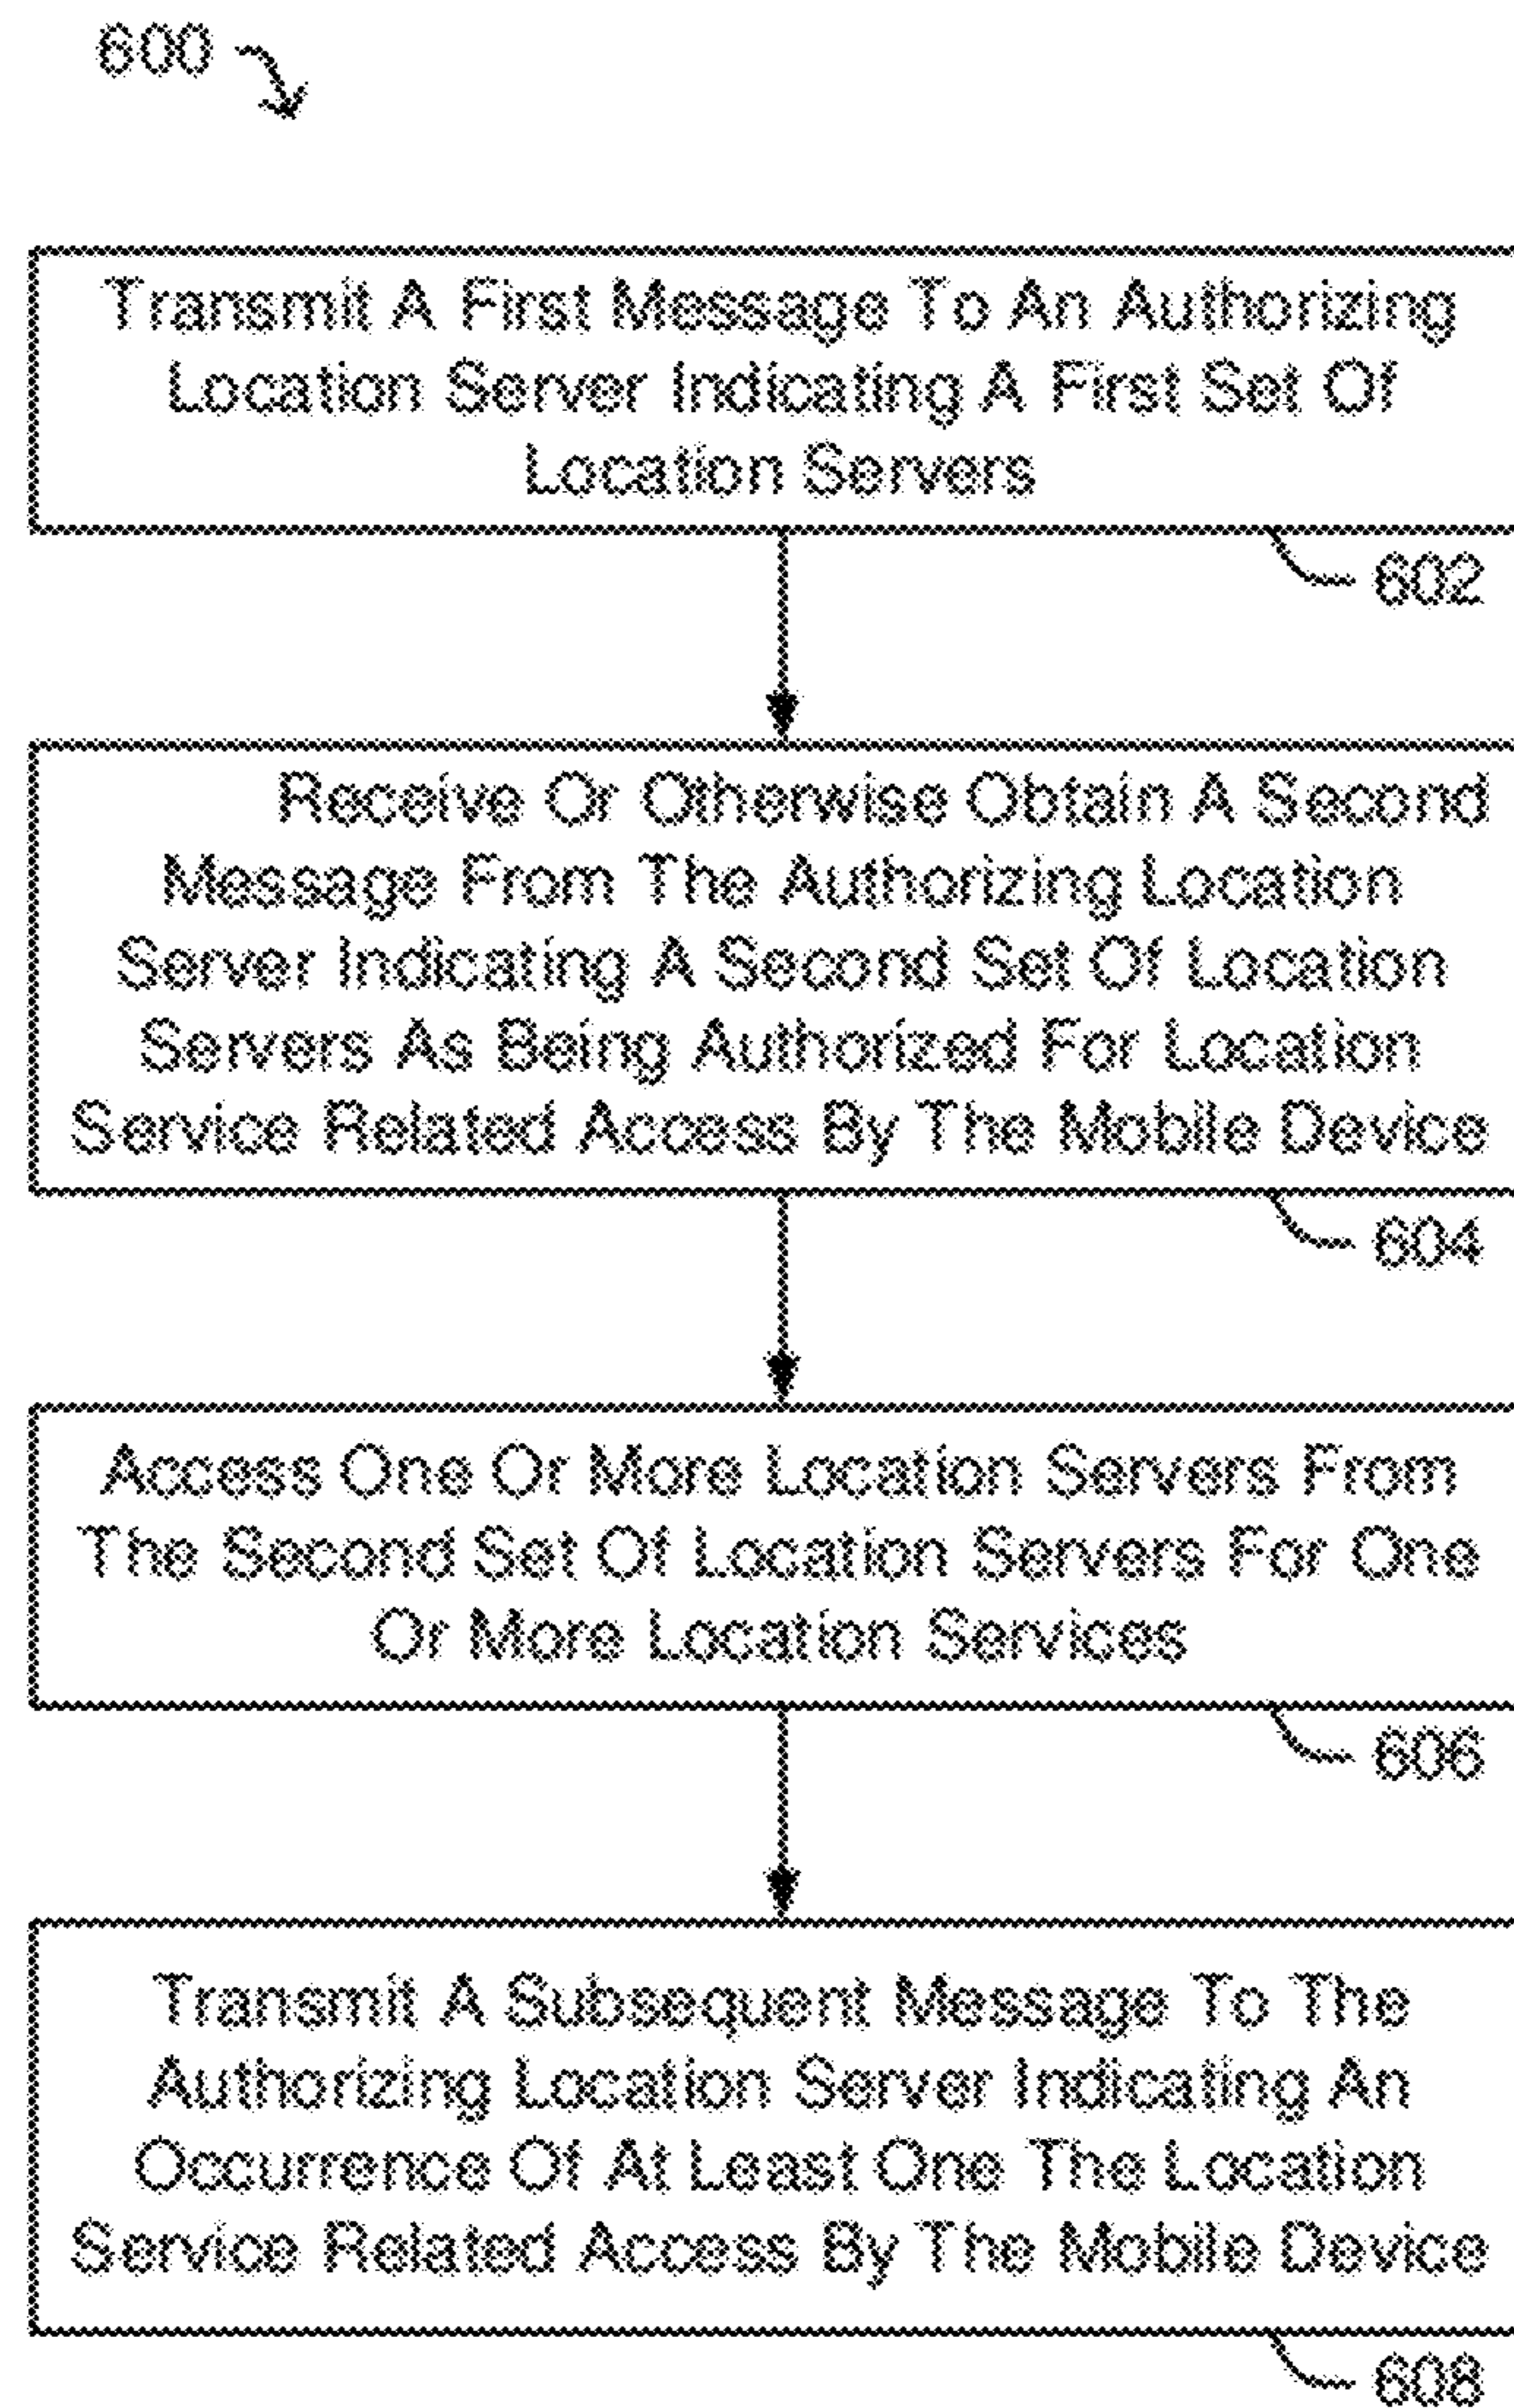 600
Transmit A First Message To An Authorizing
Location Server Indicating A First Set Of
Location Servers
602
Receive Or Otherwise Obtain A Second
Message From The Authorizing Location
Server Indicating A Second Set Of Location
Servers As Being Authorized For Location
Service Related Access By The Mobile Device
604
Access One Or More Location Servers From
The Second Set Of Location Servers For One
Or More Location Services
606
Transmit A Subsequent Message To The
Authorizing Location Server Indicating An
Occurrence Of At Least One The Location
Service Related Access By The Mobile Device
608